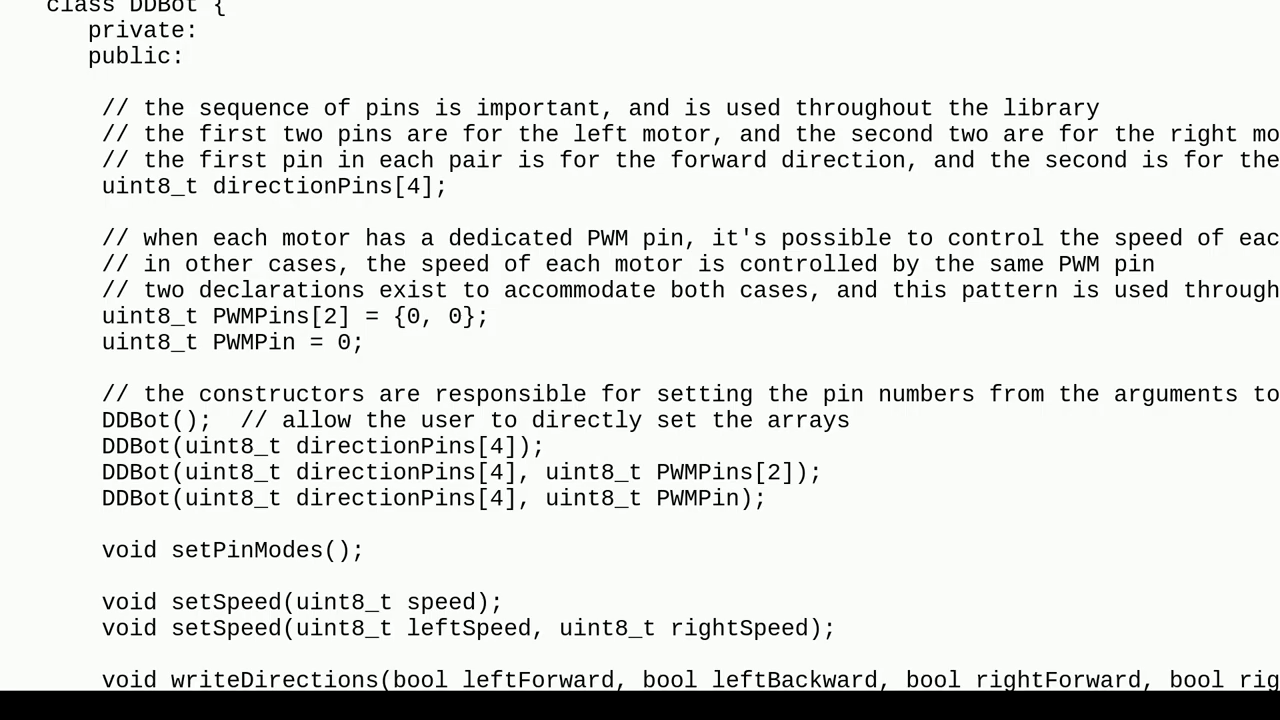 class DDBot {
private:
public:
// the sequence of pins is important, and is used throughout the library
// the first two pins are for the left motor, and the second two are for the right mo
// the first pin in each pair is for the forward direction, and the second is for the
uint8_t directionPins[4];
// when each motor has a dedicated PWM pin, it's possible to control the speed of eac
// in other cases, the speed of each motor is controlled by the same PWM pin
// two declarations exist to accommodate both cases, and this pattern is used through
uint8_t PWMPins[2] = {0, 0};
uint8_t PWMPin = 0;
// the constructors are responsible for setting the pin numbers from the arguments to
DDBot();  // allow the user to directly set the arrays
DDBot(uint8_t directionPins[4]);
DDBot(uint8_t directionPins[4], uint8_t PWMPins[2]);
DDBot(uint8_t directionPins[4], uint8_t PWMPin);
void setPinModes();
void setSpeed(uint8_t speed);
void setSpeed(uint8_t leftSpeed, uint8_t rightSpeed);
void writeDirections(bool leftForward, bool leftBackward, bool rightForward, bool rig